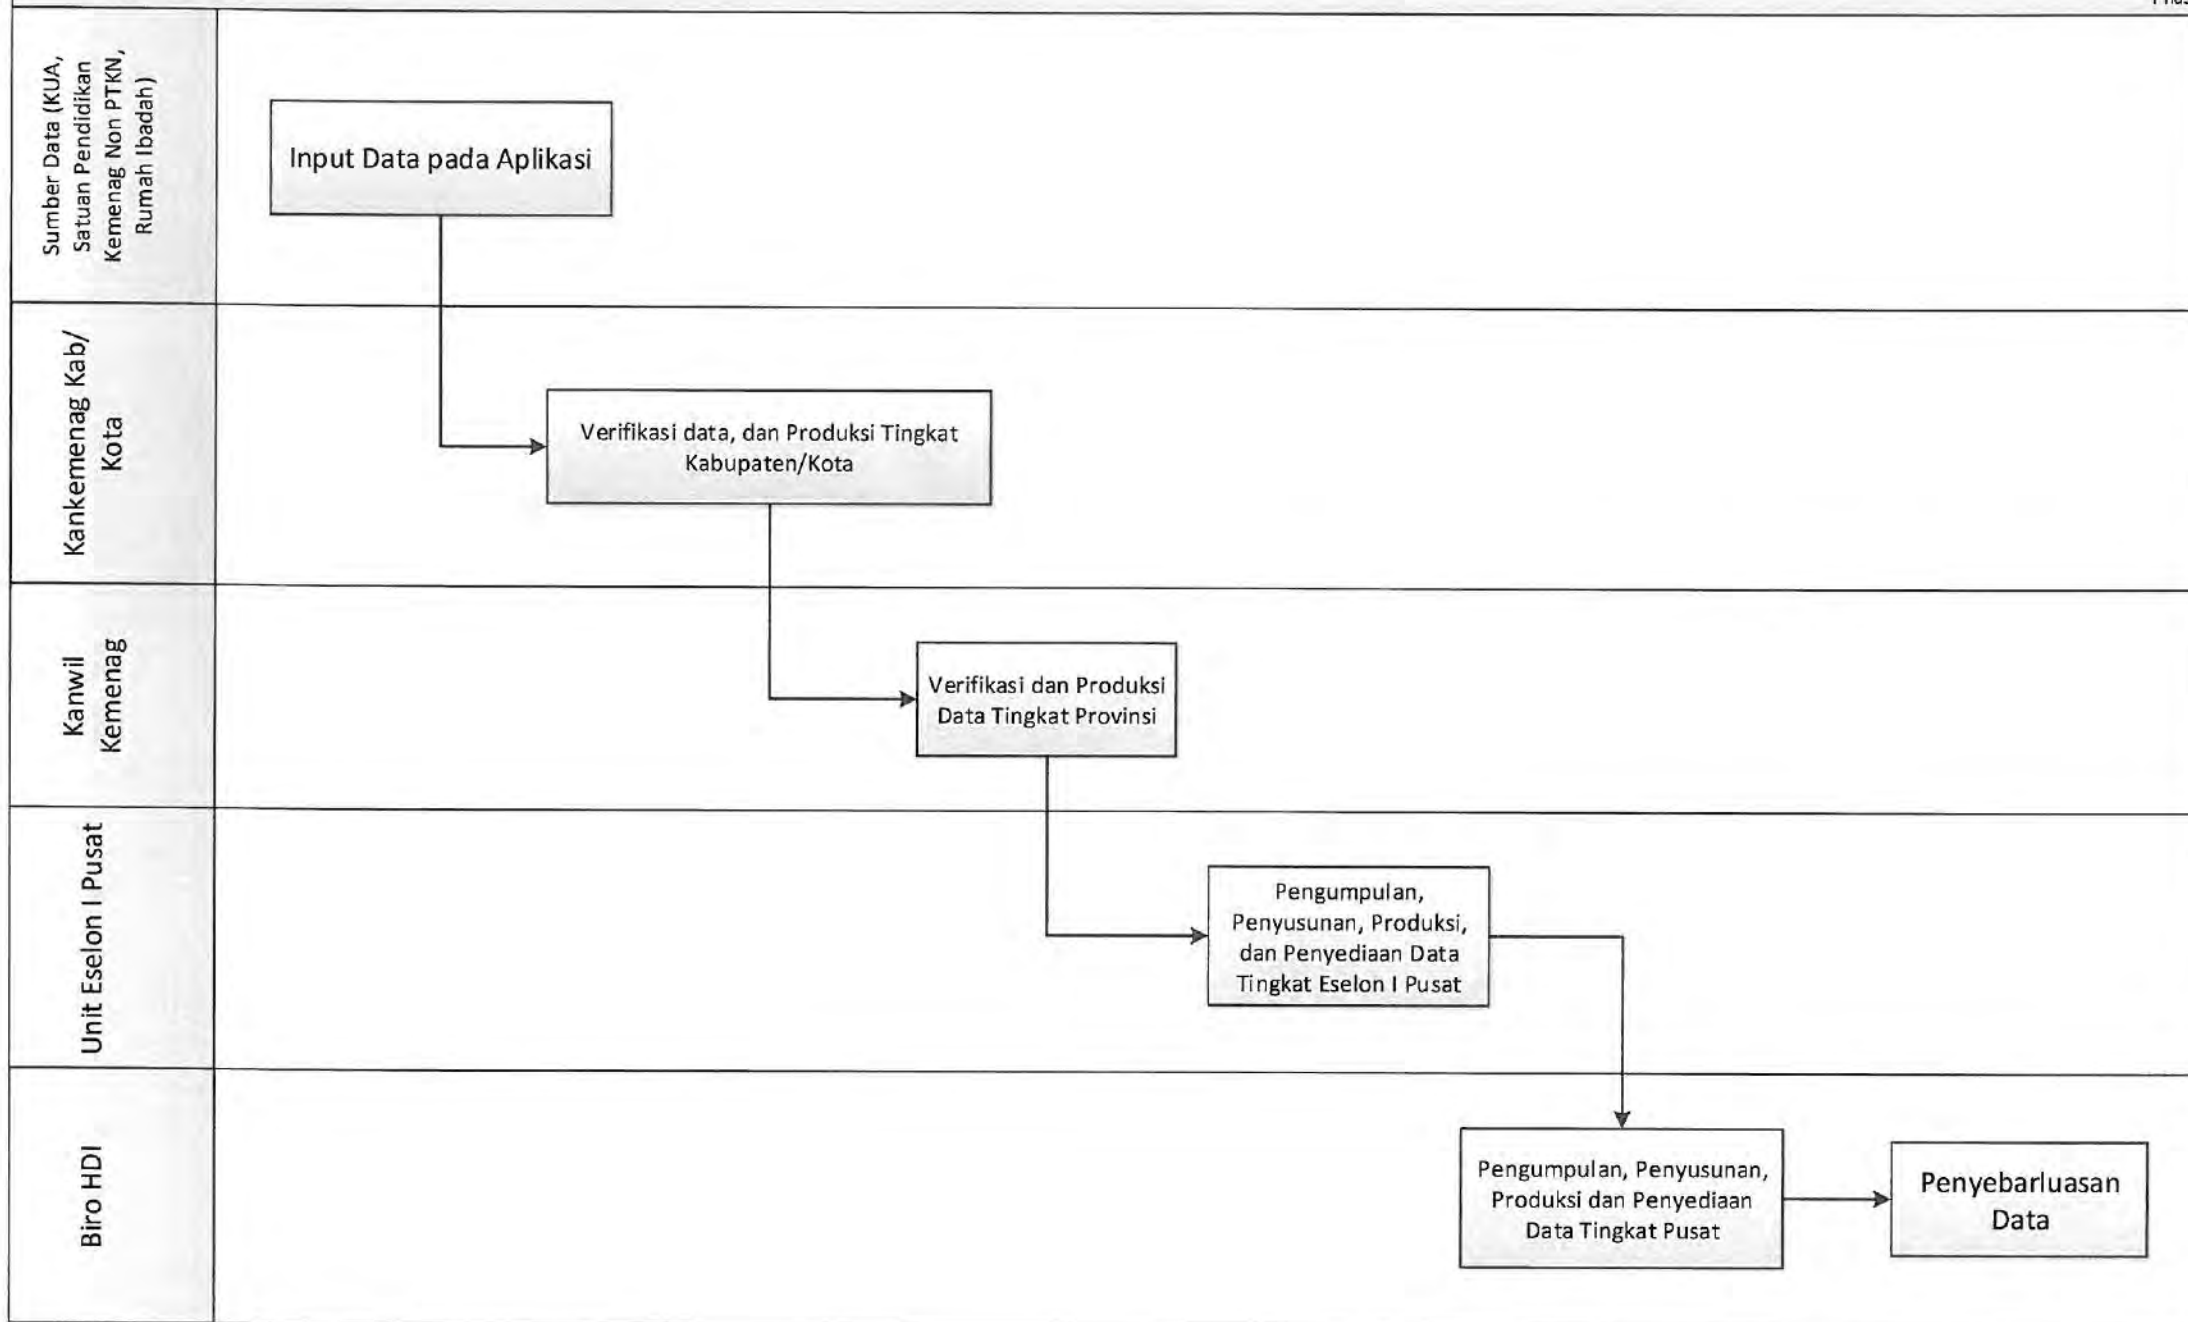 Sumber Data (KUA,
Satuan Pendidikan
Kemenag Non PTKN,
Rumah Ibadah)
Input Data pada Aplikasi
Kankemenag Kab/
Kota
Verifikasi data, dan Produksi Tingkat
Kabupaten/Kota
Kanwil
Kemenag
Verifikasi dan Produksi
Data Tingkat Provinsi
Unit Eselon I Pusat
Pengumpulan,
Penyusunan, Produksi,
dan Penyediaan Data
Tingkat Eselon I Pusat
Biro HDI
Pengumpulan, Penyusunan,
Produksi dan Penyediaan
Data Tingkat Pusat
Penyebarluasan
Data